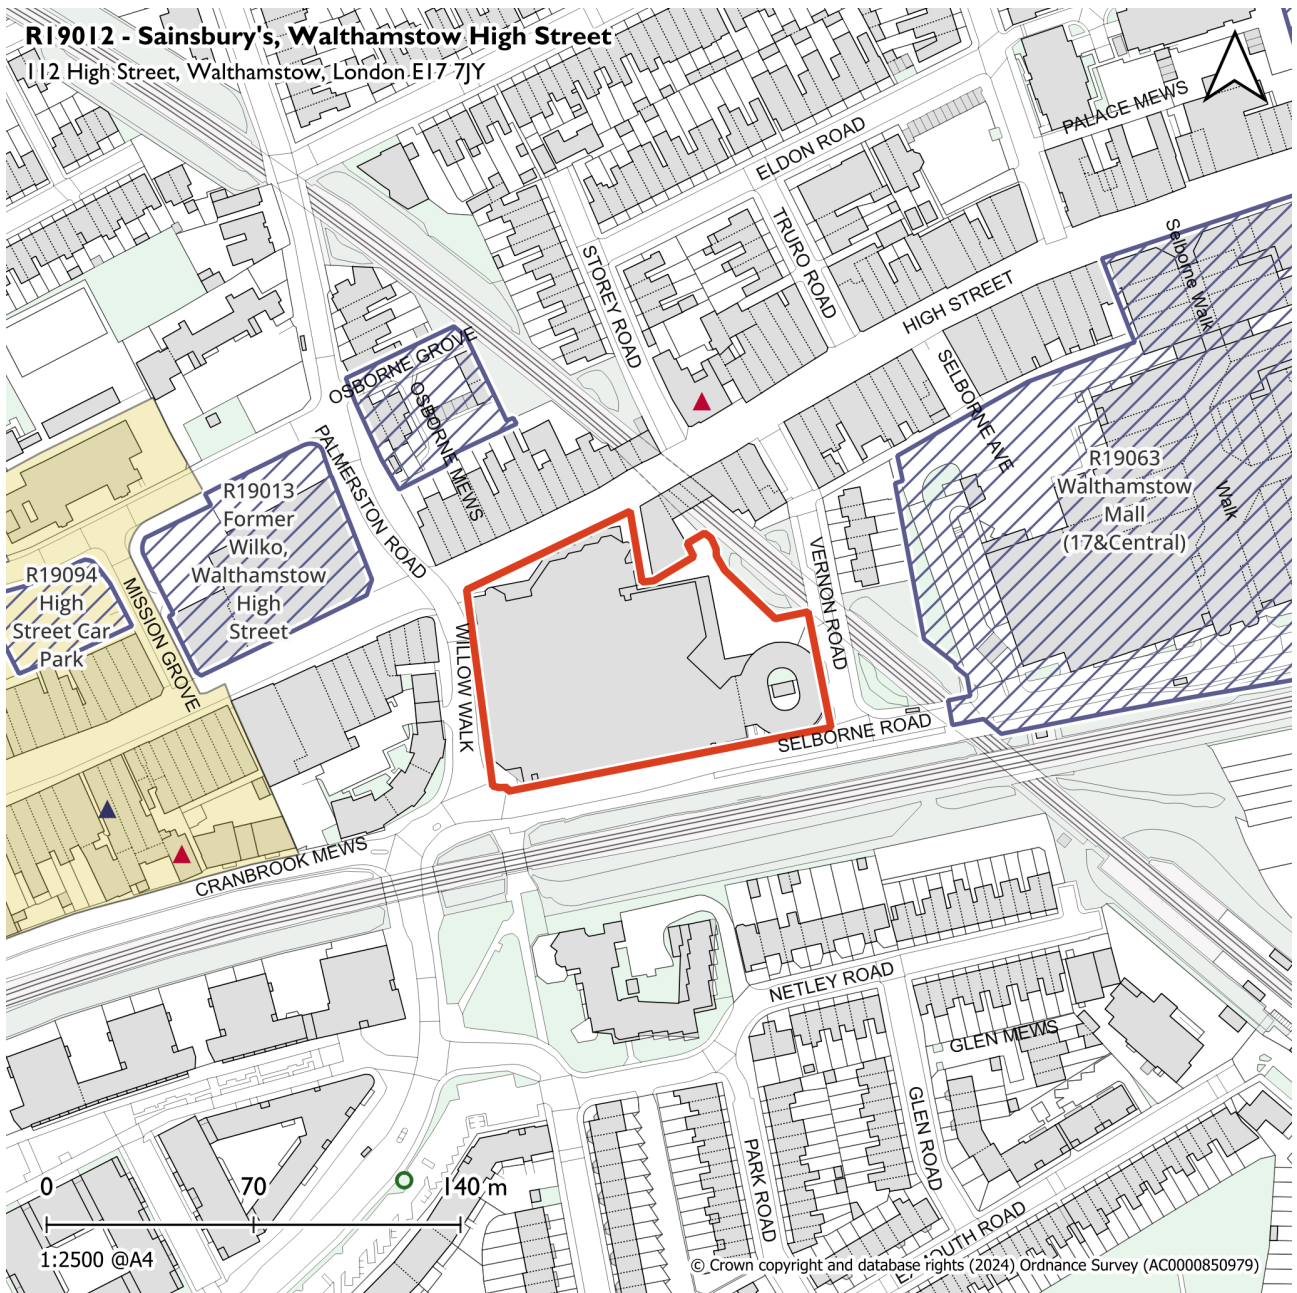 R19012 - Sainsbury's, Walthamstow High Street
112 High Street, Walthamstow, London E17 7JY
PALACE MEWS
ELDON ROAD
TRURO ROAD
STOREY ROAD
Selborne Walk
HIGH STREET
OSBORNE GROVE
OSBORNE MEWS
SELBORNE AVE
PALMERSTON ROAD
R19063
Walthamstow
Mall
(17&Central)
Walk
R19013
Former
Wilko,
Walthamstow
High
Street
R19094
High
Street Car
Park
MISSION GROVE
WILLOW WALK
VERNON ROAD
SELBORNE ROAD
CRANBROOK MEWS
NETLEY ROAD
GLEN MEWS
GLEN ROAD
PARK ROAD
ROAD
0 70 140 m
1:2500 @A4
© Crown copyright and database rights (2024) Ordnance Survey (AC0000850979)